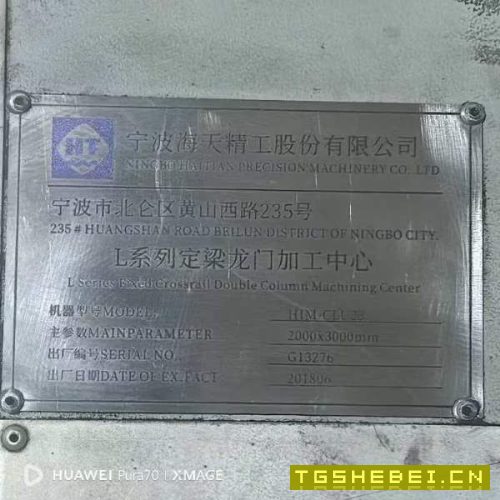 HT
宁波海天精工股份有限公司
NINGBO HAITIAN PRECISION MACHINERY CO. LTD
宁波市北仑区黄山西路235号
235 # HUANGSHAN ROAD BEILUN DISTRICT OF NINGBO CITY.
L系列定梁龙门加工中心
L Series Fixed Crossrail Double Column Machining Center
机器型号MODEL.
主参数MAINPARAMETER 2000x3000mm
出厂编号SERIAL NO. G13276
出厂日期DATE OF EX.FACT 201806
HUAWEI Pura70 | XMAGE
TGSHEBEI.CN